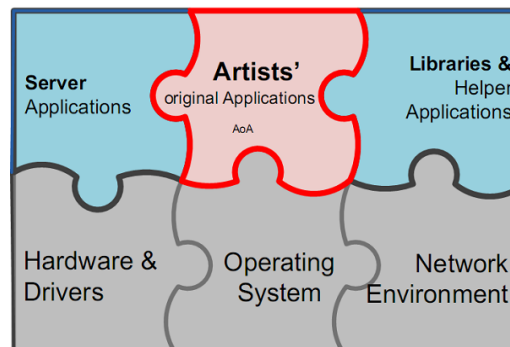 Server
Applications
Artists’
original Applications
AoA
Libraries &
Helper
Applications
Hardware &
Drivers
Operating
System
Network
Environment